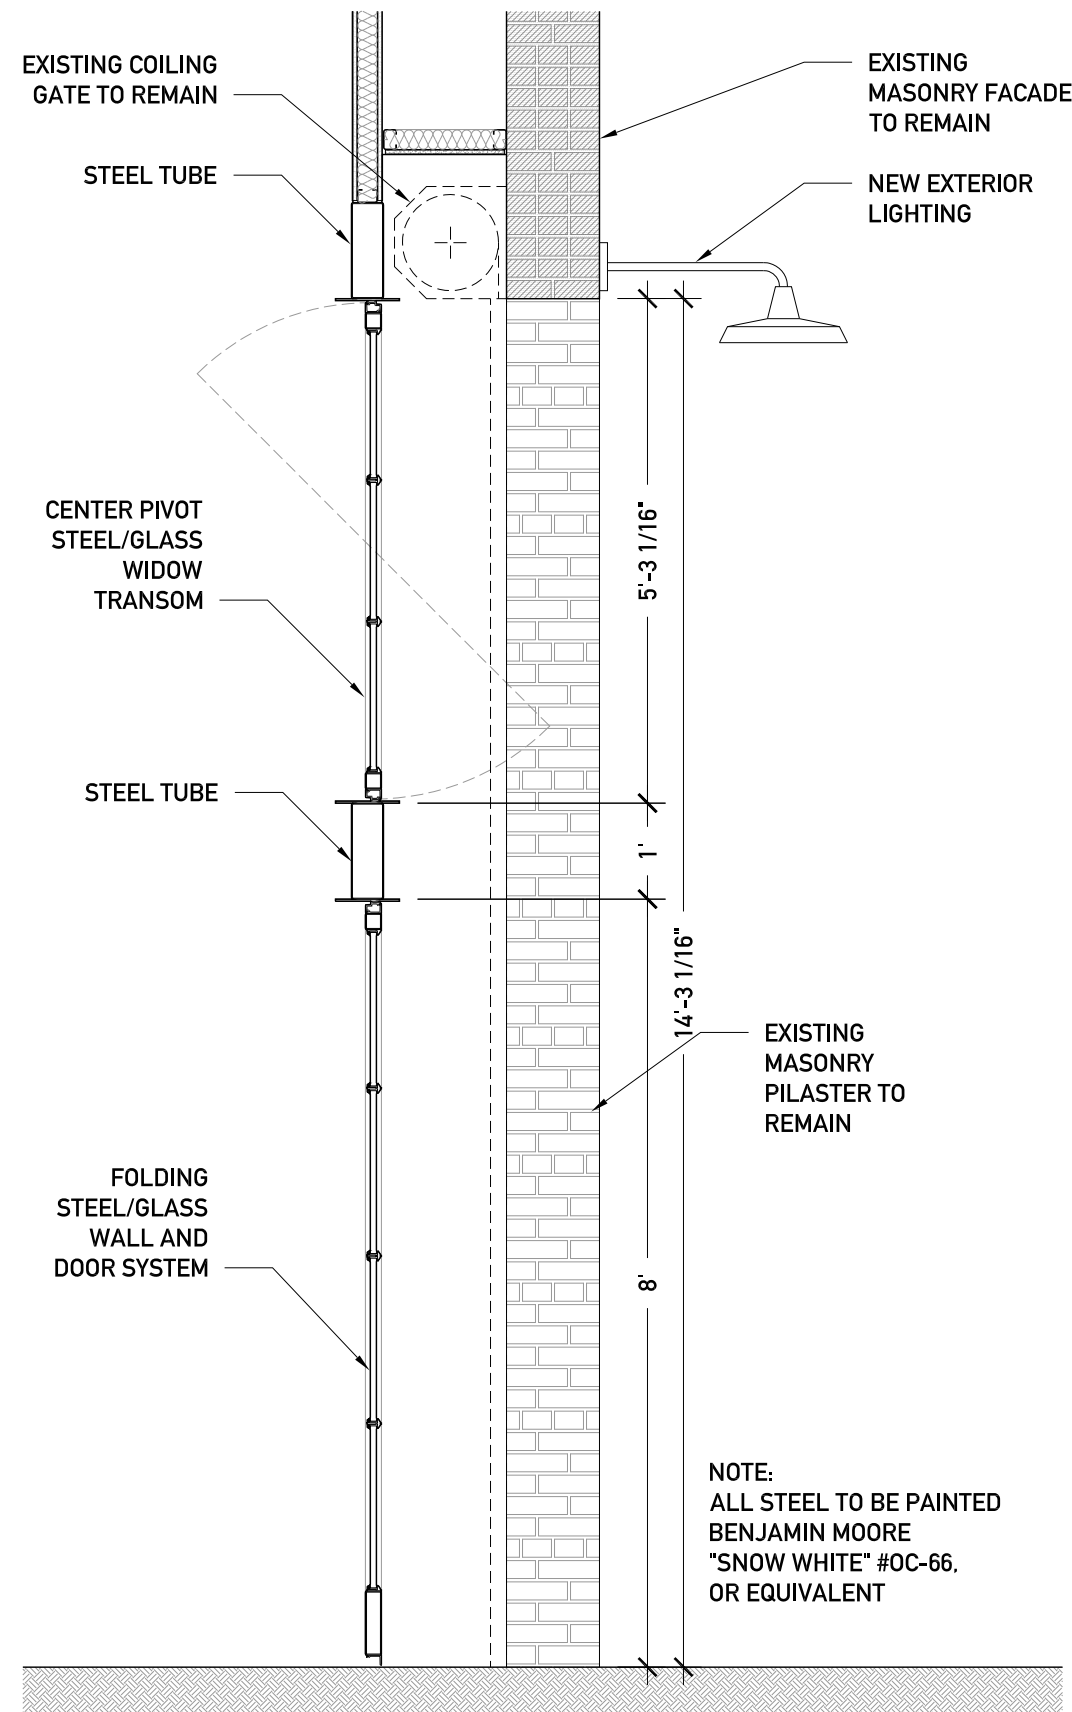 EXISTING COILING
GATE TO REMAIN
STEEL TUBE
EXISTING
MASONRY FACADE
TO REMAIN
NEW EXTERIOR
LIGHTING
CENTER PIVOT
STEEL/GLASS
WIDOW
TRANSOM
5'-3 1/16"
STEEL TUBE
1'
14'-3 1/16"
EXISTING
MASONRY
PILASTER TO
REMAIN
FOLDING
STEEL/GLASS
WALL AND
DOOR SYSTEM
8'
NOTE:
ALL STEEL TO BE PAINTED
BENJAMIN MOORE
"SNOW WHITE" #OC-66,
OR EQUIVALENT